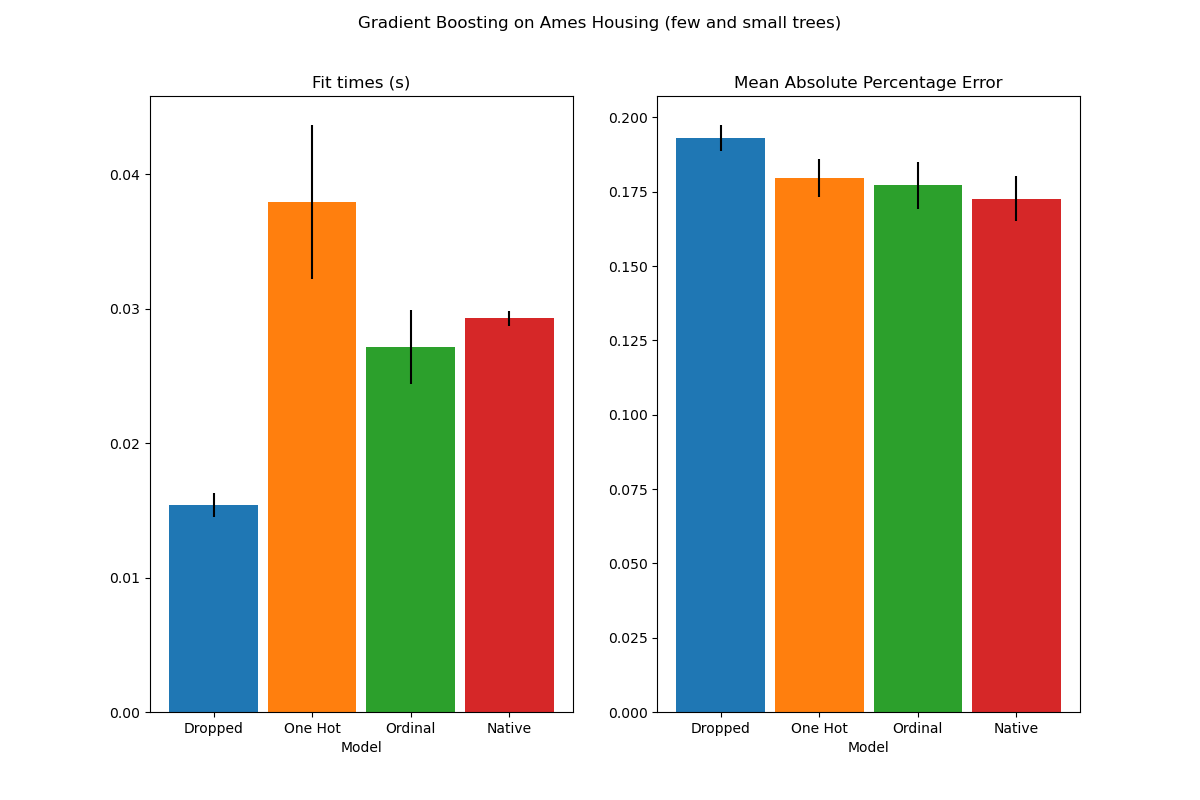 Gradient Boosting on Ames Housing (few and small trees)
Fit times (s)
0.04
0.03
0.02
0.01
0.00
Dropped One Hot Ordinal Native
Model
Mean Absolute Percentage Error
0.200
0.175
0.150
0.125
0.100
0.075
0.050
0.025
0.000
Dropped One Hot Ordinal Native
Model